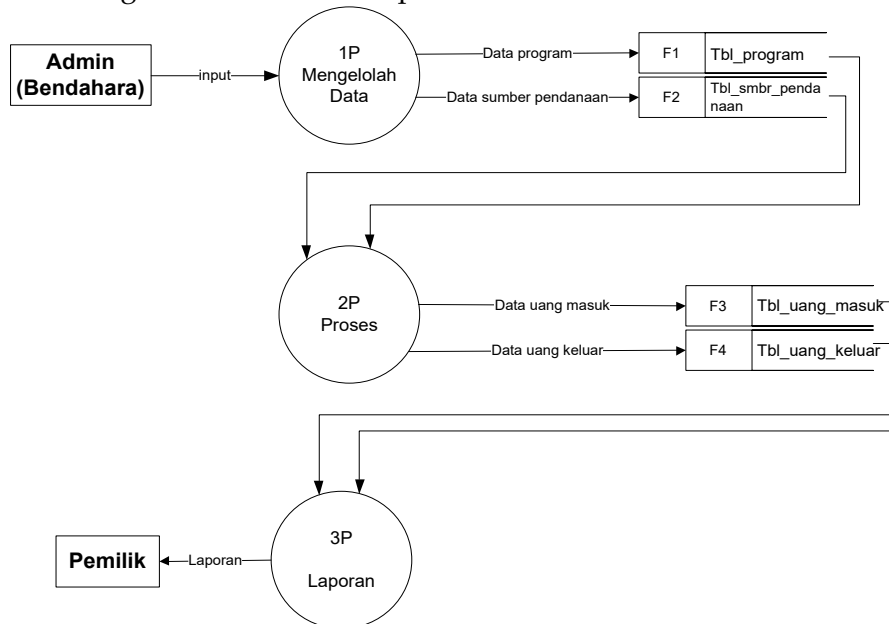 Admin
(Bendahara)
input
1P
Mengelolah
Data
Data program
F1
Tbl_program
Data sumber pendanaan
F2
Tbl_smbr_penda
naan
2P
Proses
Data uang masuk
F3
Tbl_uang_masuk
Data uang keluar
F4
Tbl_uang_keluar
3P
Laporan
Laporan
Pemilik